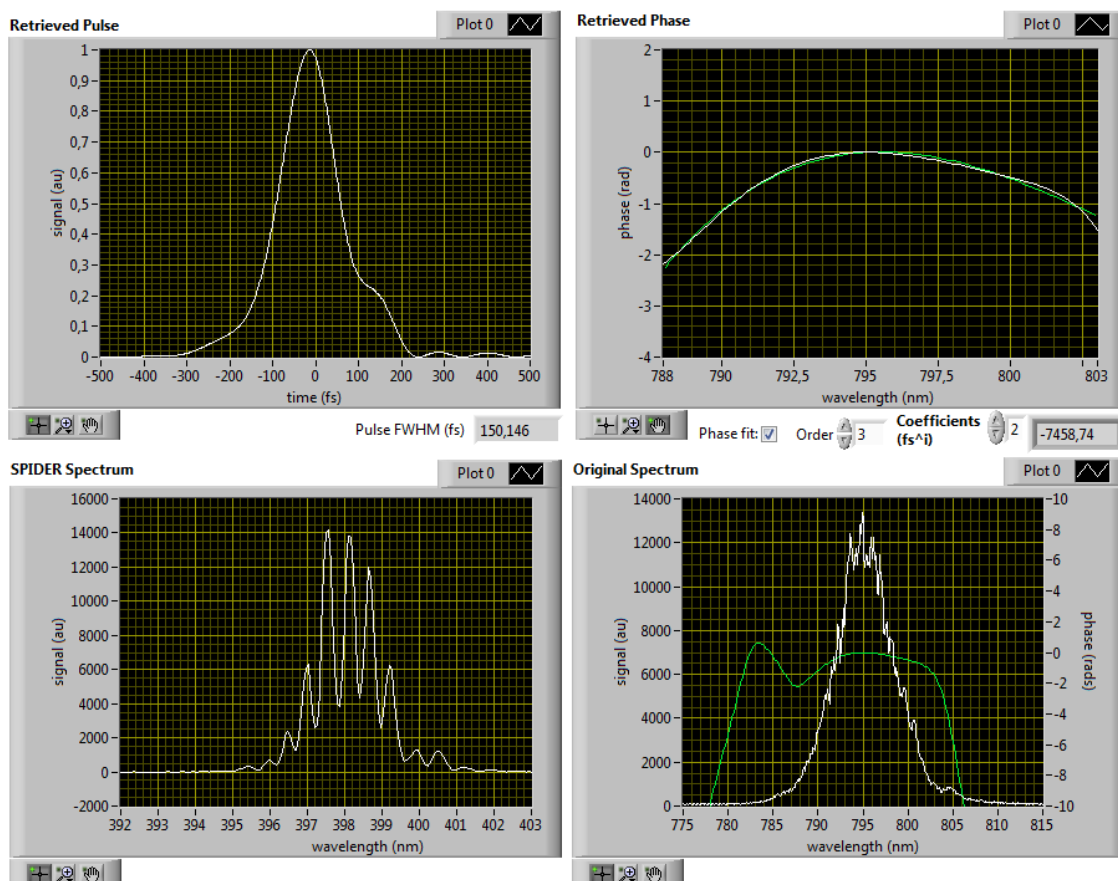 Retrieved Pulse
Plot 0
1
0,9
0,8
0,7
0,6
0,5
0,4
0,3
0,2
0,1
0
signal (au)
-500 -400 -300 -200 -100 0 100 200 300 400 500
time (fs)
Pulse FWHM (fs) 150,146
Retrieved Phase
Plot 0
2
1
0
-1
-2
-3
-4
phase (rad)
788 790 792,5 795 797,5 800 803
wavelength (nm)
Phase fit: Order 3 Coefficients (fs^i) 2 -7458,74
SPIDER Spectrum
Plot 0
16000
14000
12000
10000
8000
6000
4000
2000
0
-2000
signal (au)
392 393 394 395 396 397 398 399 400 401 402 403
wavelength (nm)
Original Spectrum
Plot 0
14000
12000
10000
8000
6000
4000
2000
0
signal (au)
10
8
6
4
2
0
-2
-4
-6
-8
-10
phase (rads)
775 780 785 790 795 800 805 810 815
wavelength (nm)